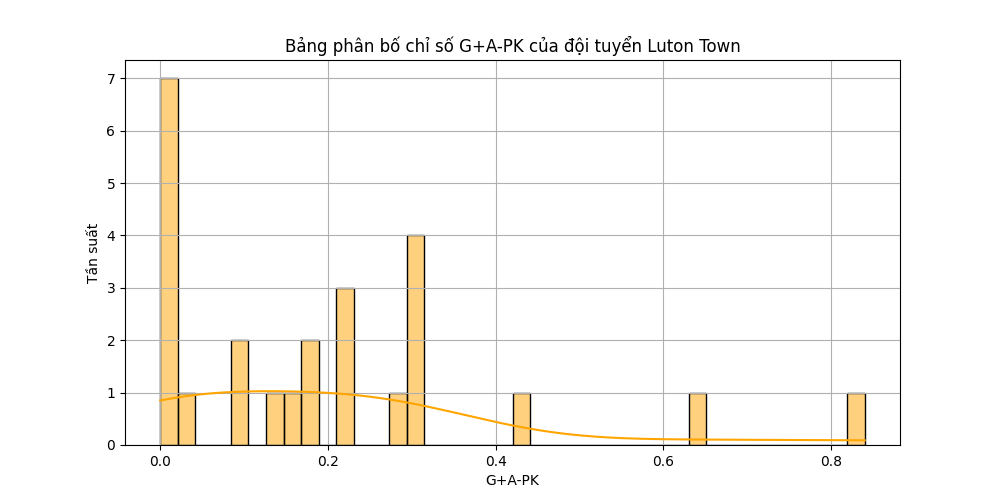 Bảng phân bố chỉ số G+A-PK của đội tuyển Luton Town
7
6
5
4
3
2
1
0
Tần suất
0.0 0.2 0.4 0.6 0.8
G+A-PK